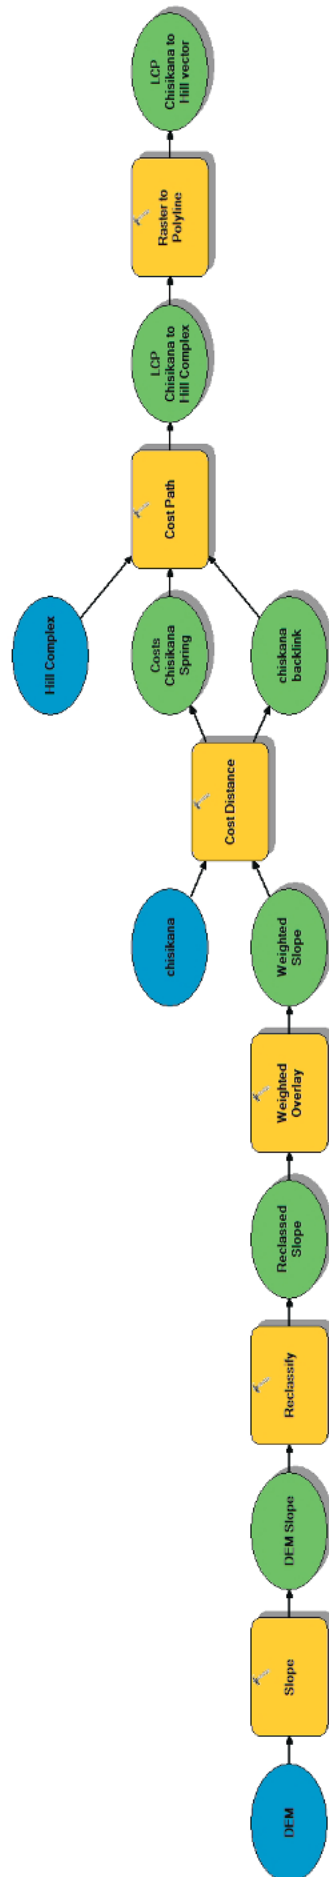 DEM
Slope
DEM Slope
Reclassify
Reclassed
Slope
Weighted
Overlay
Weighted
Slope
chisikana
Cost Distance
Costs
Chisikana
Spring
chiskana
backlink
Hill Complex
Cost Path
LCP
Chisikana to
Hill Complex
Raster to
Polyline
LCP
Chisikana to
Hill vector